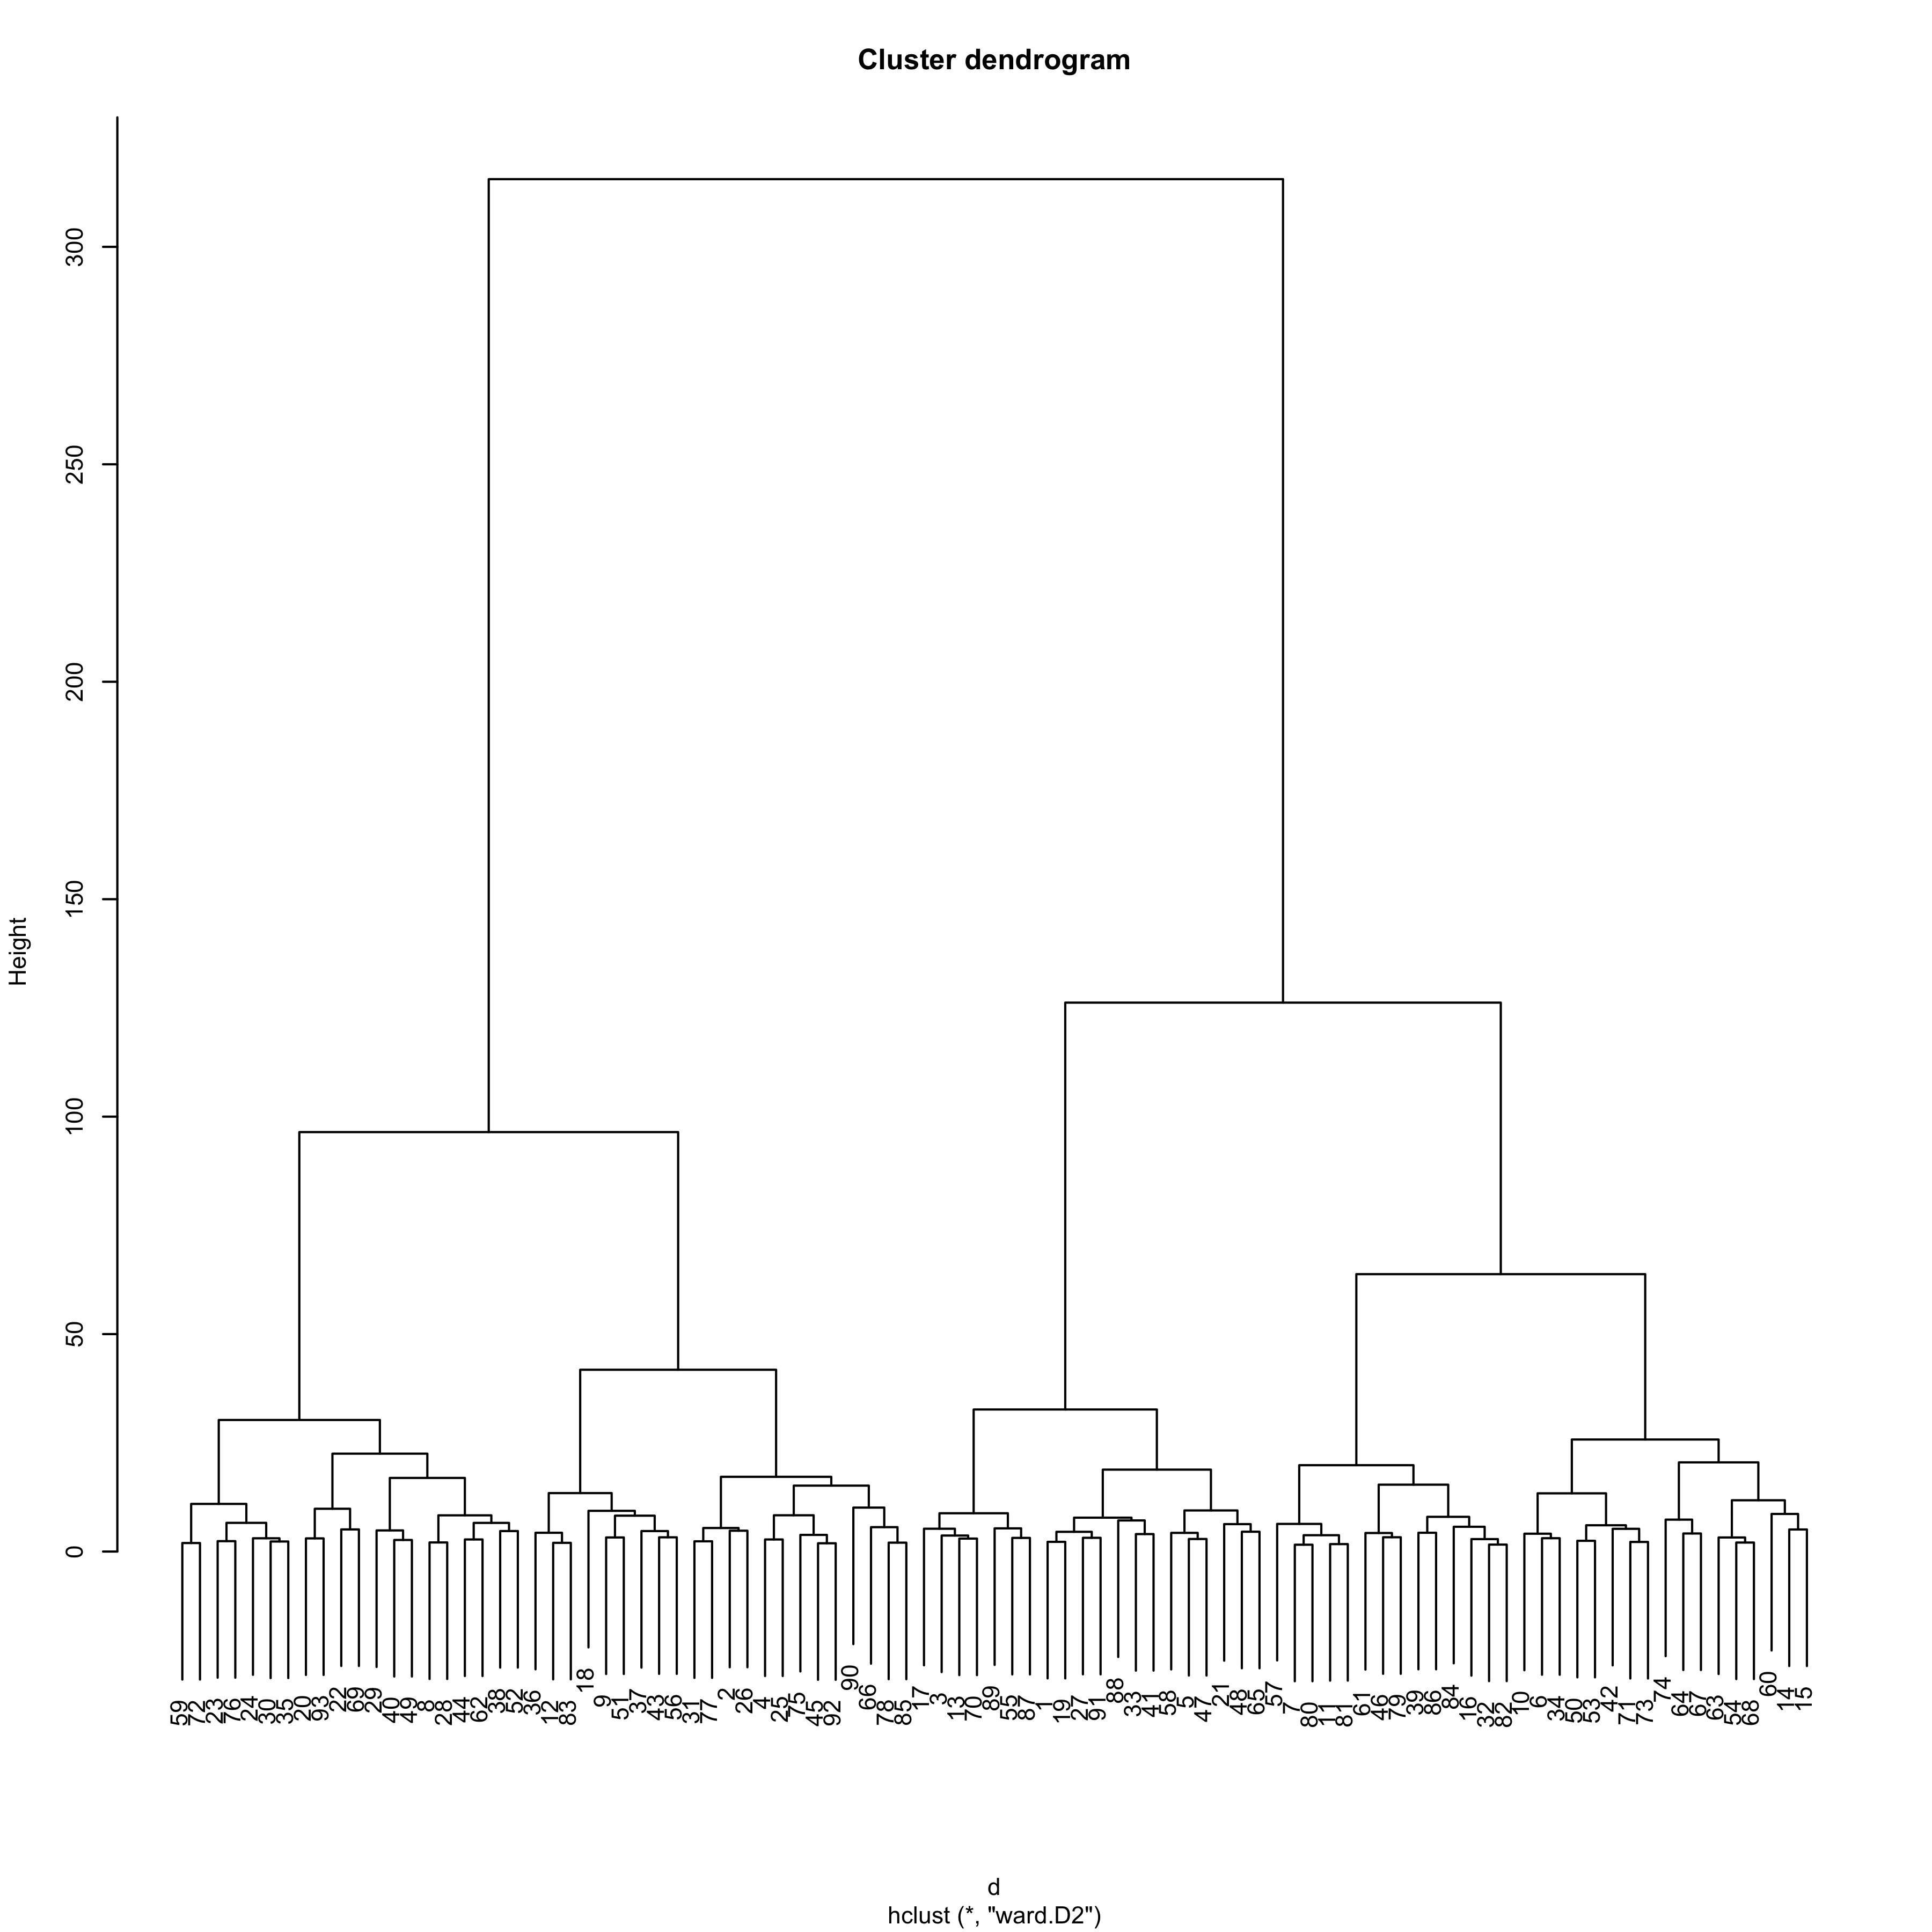 Cluster dendrogram
Height
300
250
200
150
100
50
0
59 72 23 76 24 30 35 20 93 22 69 29 40 49 8 28 44 62 38 52 36 12 83 18 9 51 37 43 56 31 77 2 26 4 25 75 45 92 90 66 78 85 17 3 13 70 89 55 87 1 19 27 91 88 33 41 58 5 47 21 48 65 57 7 80 11 81 61 46 79 39 86 84 16 32 82 10 6 34 50 53 42 71 73 74 64 67 63 54 68 60 14 15
d
hclust (*, "ward.D2")